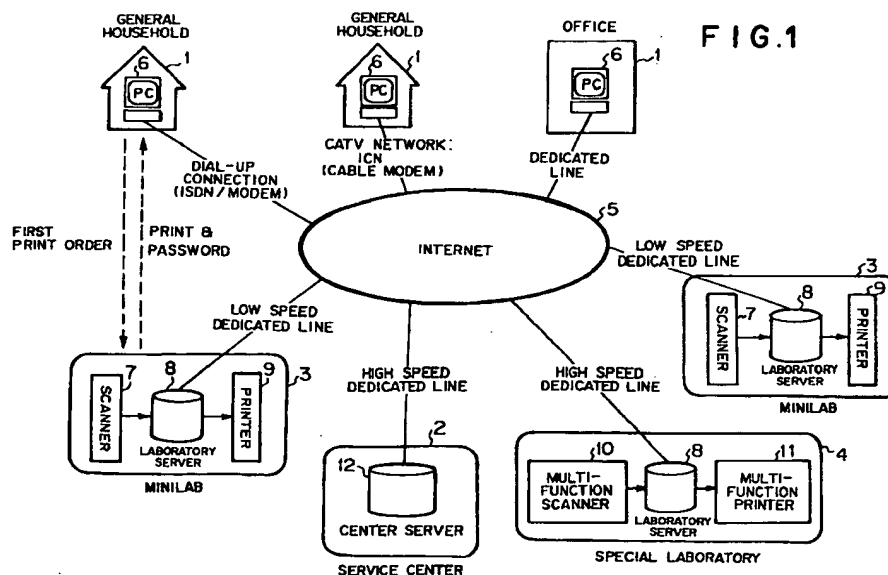 GENERAL
HOUSEHOLD
6
1
PC
GENERAL
HOUSEHOLD
6
1
PC
OFFICE
6
1
PC
FIG.1
DIAL-UP
CONNECTION
(ISDN/MODEM)
CATV NETWORK:
ICN
(CABLE MODEM)
DEDICATED
LINE
FIRST
PRINT ORDER
PRINT &
PASSWORD
INTERNET
5
LOW SPEED
DEDICATED LINE
LOW SPEED
DEDICATED LINE
HIGH SPEED
DEDICATED LINE
HIGH SPEED
DEDICATED LINE
7
SCANNER
8
LABORATORY
SERVER
9
PRINTER
3
MINILAB
7
SCANNER
8
LABORATORY
SERVER
9
PRINTER
3
MINILAB
2
12
CENTER SERVER
SERVICE CENTER
10
MULTI-
FUNCTION
SCANNER
8
LABORATORY
SERVER
11
MULTI-
FUNCTION
PRINTER
4
SPECIAL LABORATORY